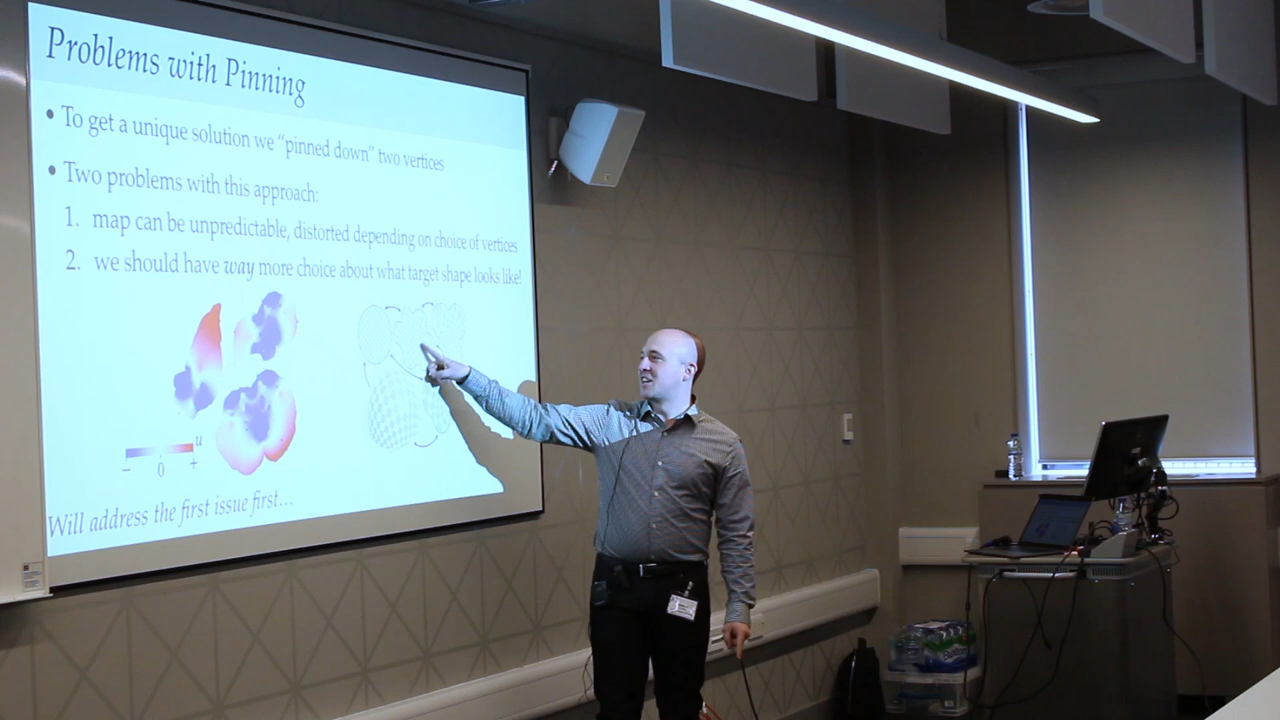 Problems with Pinning
• To get a unique solution we “pinned down” two vertices
• Two problems with this approach:
1. map can be unpredictable, distorted depending on choice of vertices
2. we should have way more choice about what target shape looks like!
u
− 0 +
Will address the first issue first…